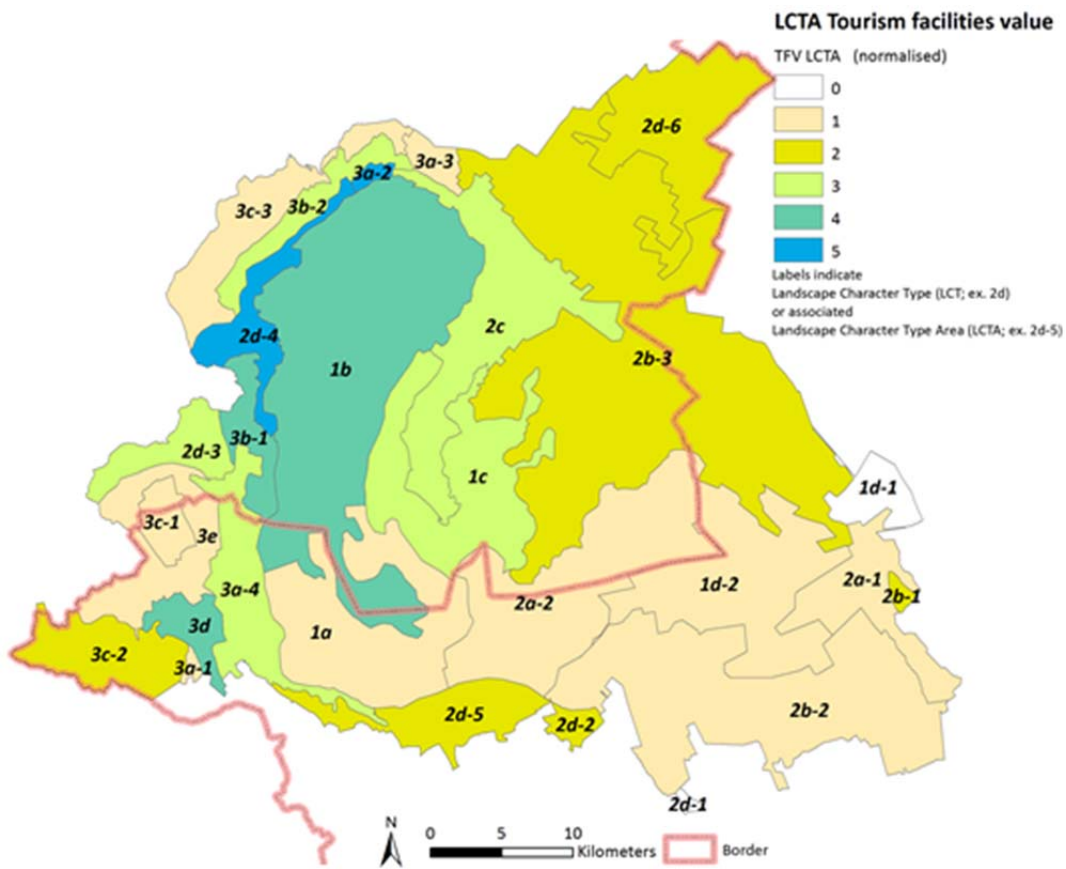 LCTA Tourism facilities value
TFV LCTA (normalised)
0
1
2
3
4
5
Labels indicate
Landscape Character Type (LCT; ex. 2d)
or associated
Landscape Character Type Area (LCTA; ex. 2d-5)
2d-6
3a-3
3a-2
3c-3
3b-2
2c
2d-4
2b-3
1b
3b-1
2d-3
1c
1d-1
3c-1
3e
3a-4
1d-2
2a-1
2b-1
2a-2
3d
1a
3c-2
3a-1
2b-2
2d-5
2d-2
2d-1
N
0 5 10
Kilometers
Border